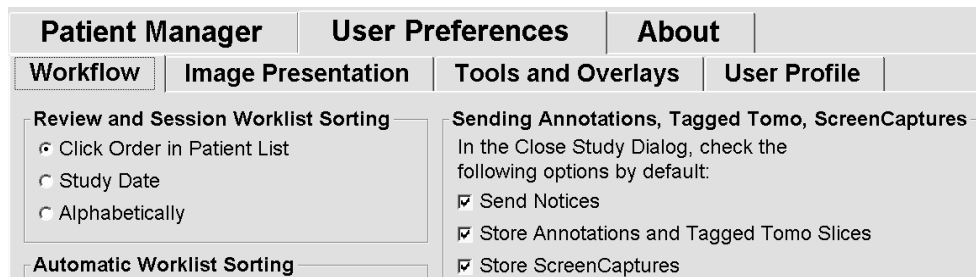 Patient Manager User Preferences About
Workflow Image Presentation Tools and Overlays User Profile
Review and Session Worklist Sorting
Click Order in Patient List
Study Date
Alphabetically
Automatic Worklist Sorting
Sending Annotations, Tagged Tomo, ScreenCaptures
In the Close Study Dialog, check the
following options by default:
Send Notices
Store Annotations and Tagged Tomo Slices
Store ScreenCaptures